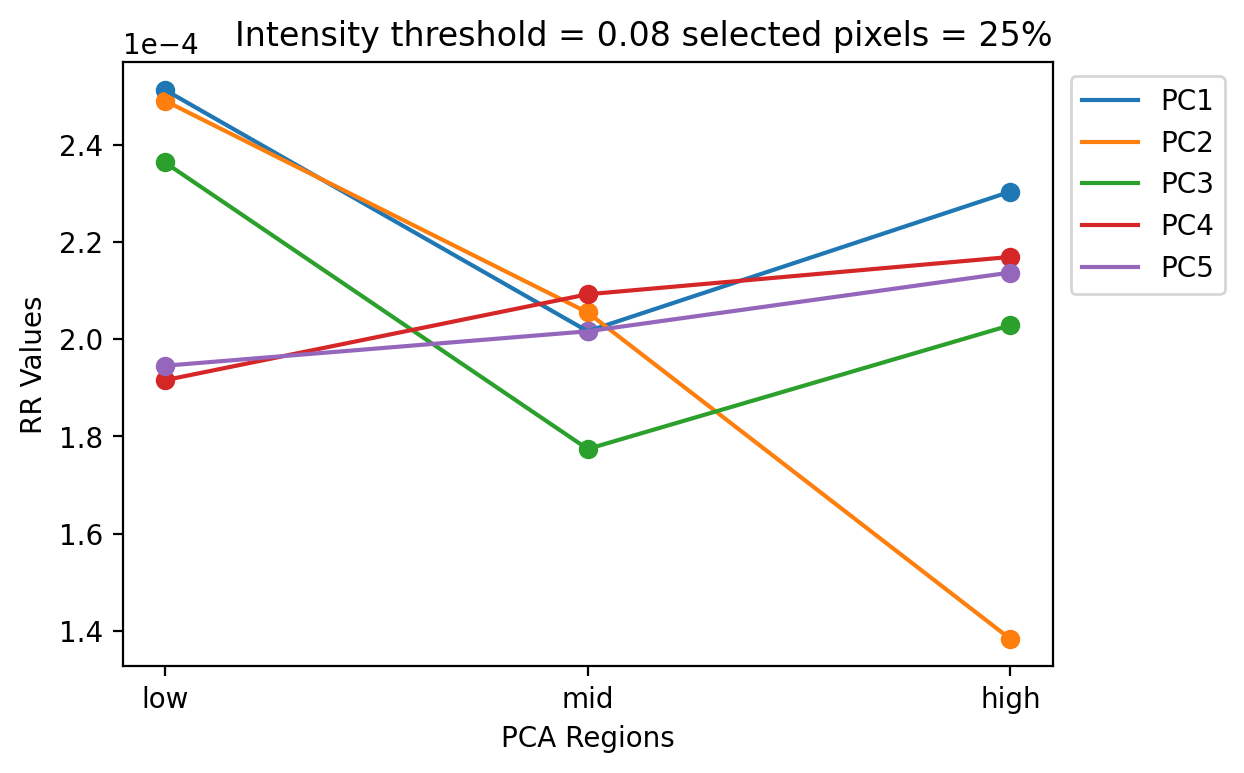 Intensity threshold = 0.08 selected pixels = 25%
1e−4
2.4
2.2
2.0
1.8
1.6
1.4
RR Values
low mid high
PCA Regions
PC1
PC2
PC3
PC4
PC5